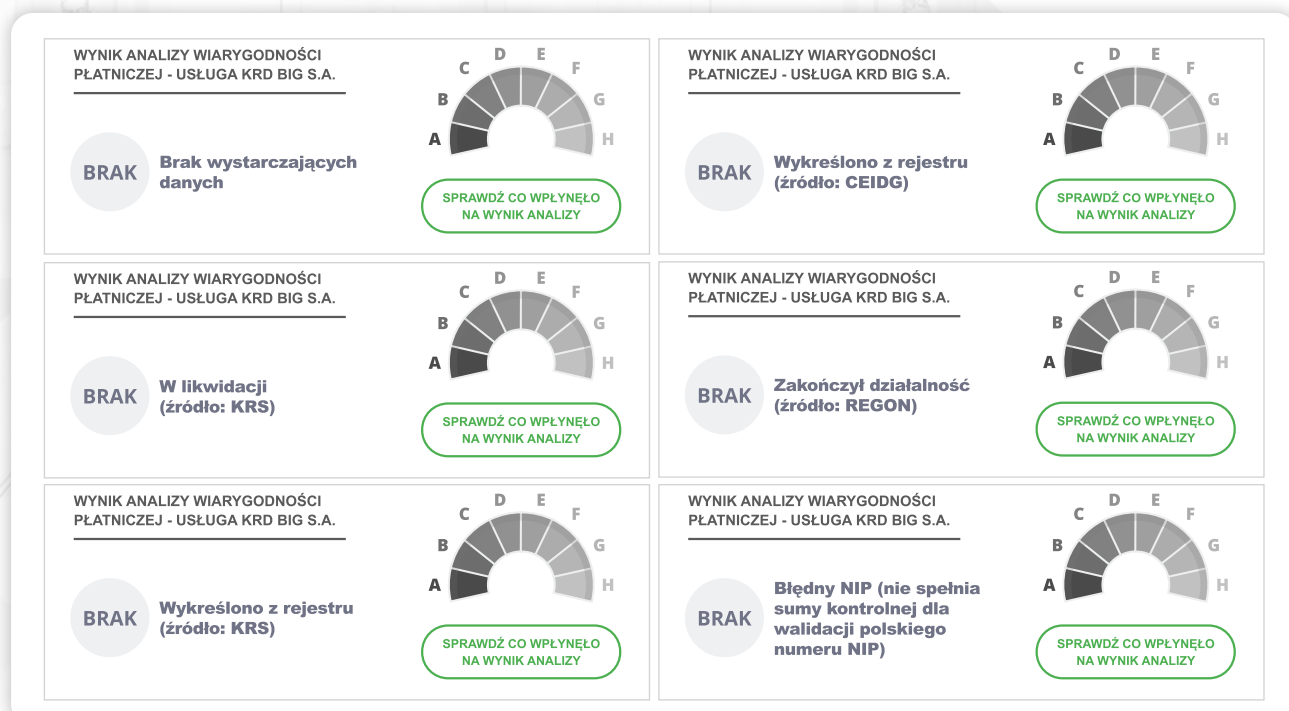 WYNIK ANALIZY WIARYGODNOŚCI
PŁATNICZEJ - USŁUGA KRD BIG S.A.
A
B
C
D
E
F
G
H
BRAK
Brak wystarczających
danych
SPRAWDŹ CO WPŁYNĘŁO
NA WYNIK ANALIZY
WYNIK ANALIZY WIARYGODNOŚCI
PŁATNICZEJ - USŁUGA KRD BIG S.A.
A
B
C
D
E
F
G
H
BRAK
Wykreślono z rejestru
(źródło: CEIDG)
SPRAWDŹ CO WPŁYNĘŁO
NA WYNIK ANALIZY
WYNIK ANALIZY WIARYGODNOŚCI
PŁATNICZEJ - USŁUGA KRD BIG S.A.
A
B
C
D
E
F
G
H
BRAK
W likwidacji
(źródło: KRS)
SPRAWDŹ CO WPŁYNĘŁO
NA WYNIK ANALIZY
WYNIK ANALIZY WIARYGODNOŚCI
PŁATNICZEJ - USŁUGA KRD BIG S.A.
A
B
C
D
E
F
G
H
BRAK
Zakończył działalność
(źródło: REGON)
SPRAWDŹ CO WPŁYNĘŁO
NA WYNIK ANALIZY
WYNIK ANALIZY WIARYGODNOŚCI
PŁATNICZEJ - USŁUGA KRD BIG S.A.
A
B
C
D
E
F
G
H
BRAK
Wykreślono z rejestru
(źródło: KRS)
SPRAWDŹ CO WPŁYNĘŁO
NA WYNIK ANALIZY
WYNIK ANALIZY WIARYGODNOŚCI
PŁATNICZEJ - USŁUGA KRD BIG S.A.
A
B
C
D
E
F
G
H
BRAK
Błędny NIP (nie spełnia
sumy kontrolnej dla
walidacji polskiego
numeru NIP)
SPRAWDŹ CO WPŁYNĘŁO
NA WYNIK ANALIZY